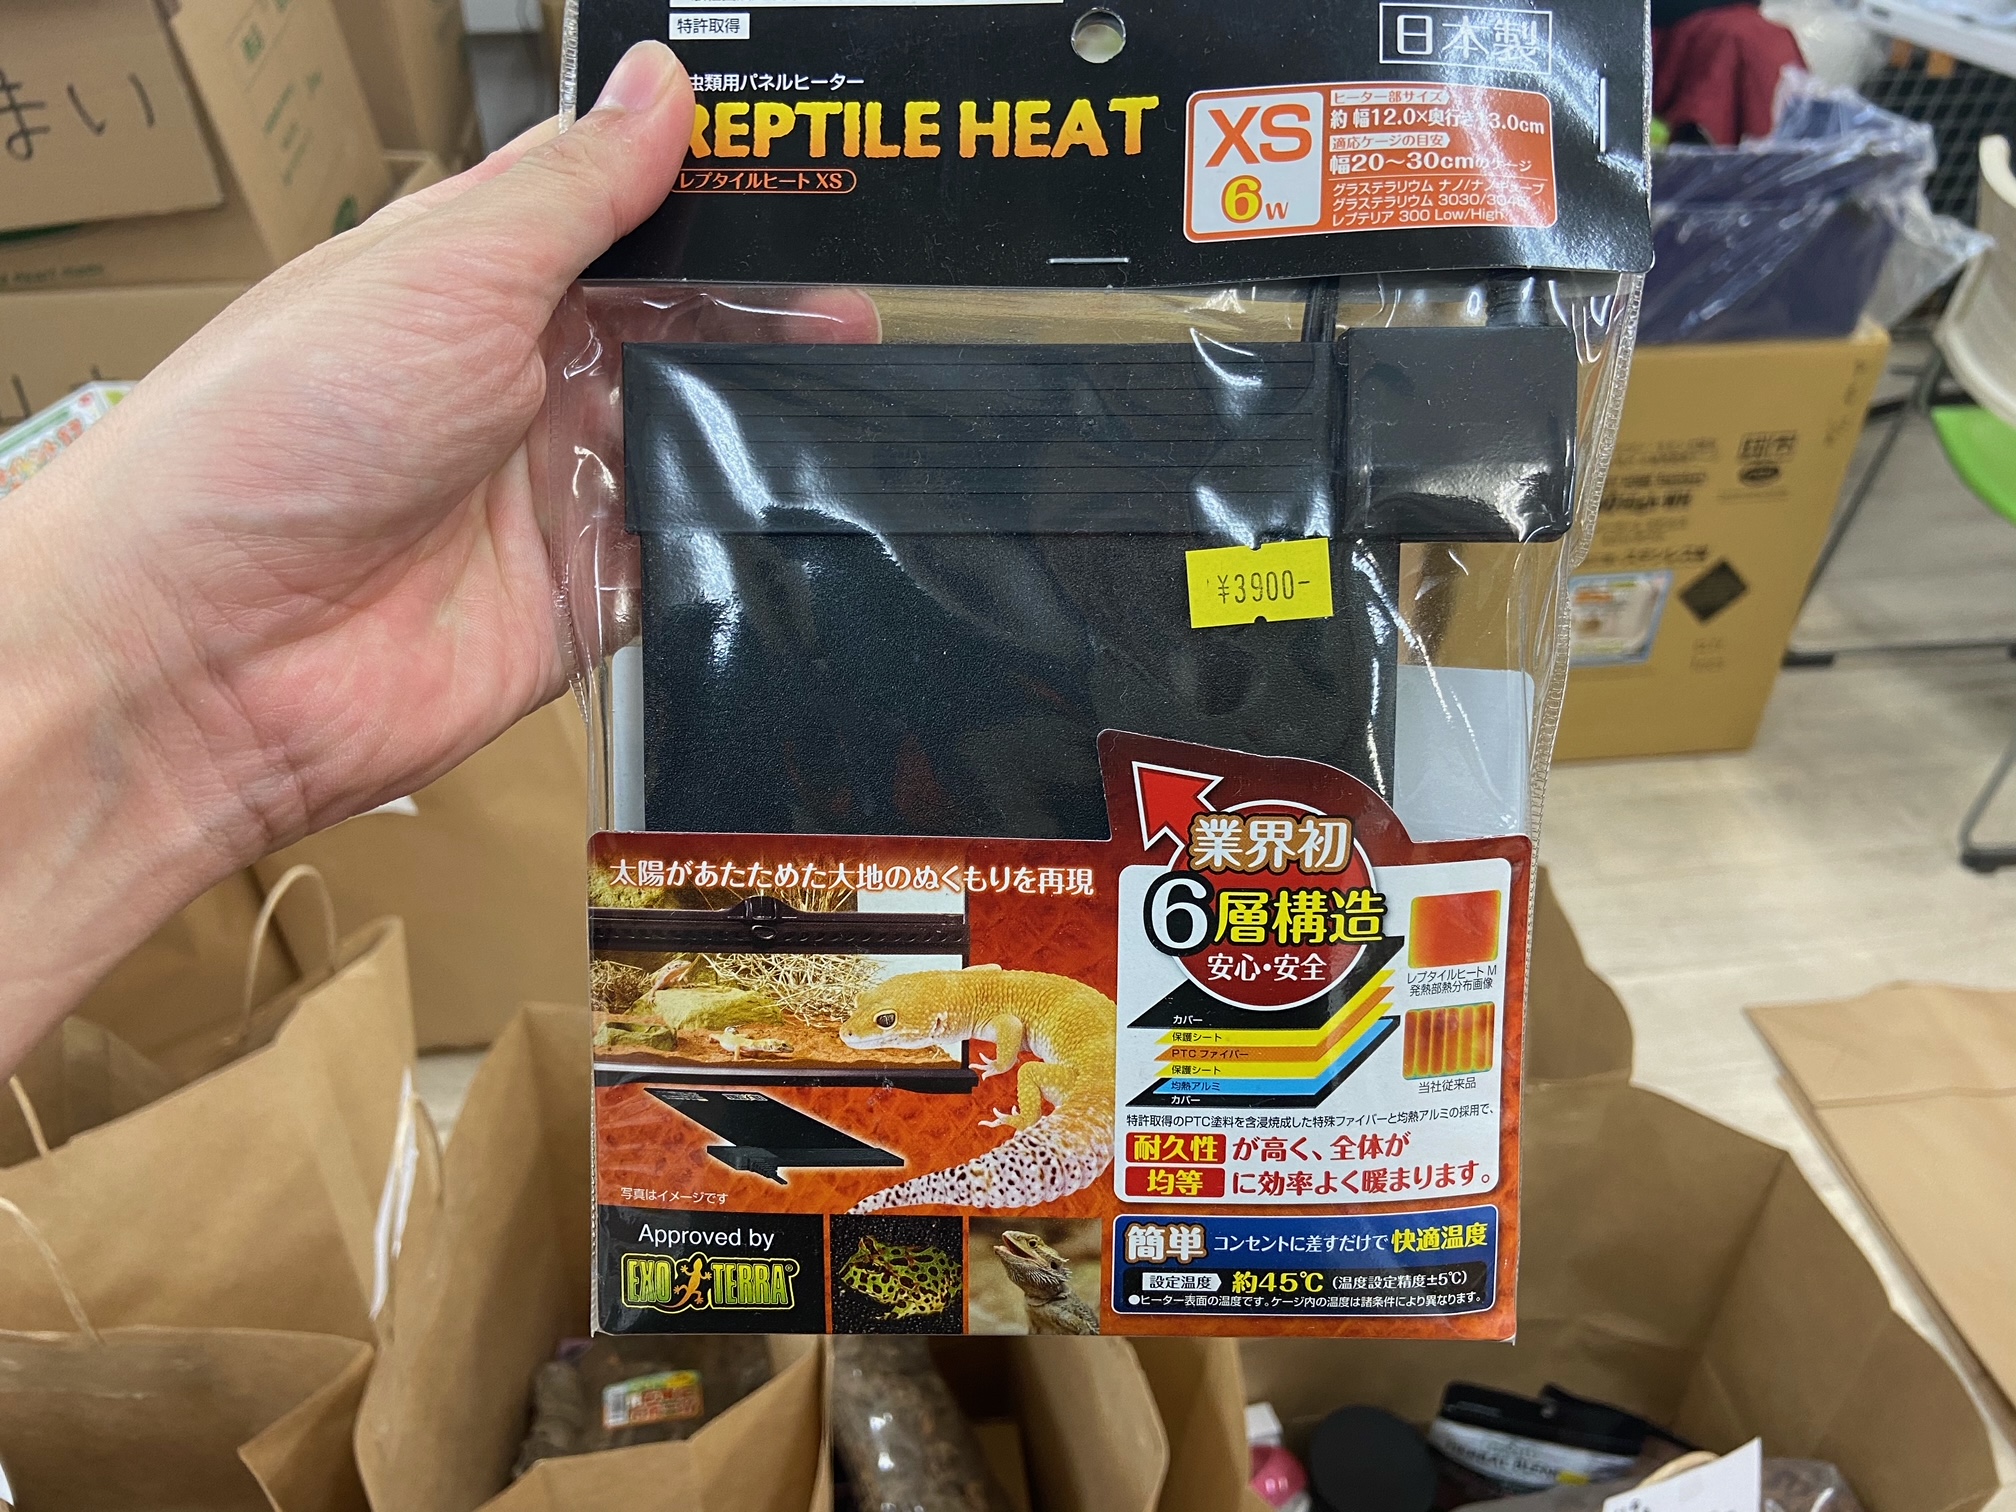 特許取得
日本製
虫類用パネルヒーター
REPTILE HEAT
レプタイルヒート XS
XS
6W
ヒーター部サイズ
約 幅12.0×奥行き13.0cm
適応ケージの目安
幅20〜30cmのケージ
グラステラリウム ナノ/ナノキューブ
グラステラリウム 3030/3045
レプテリア 300 Low/High
まい
¥3900-
業界初
6層構造
安心・安全
太陽があたためた大地のぬくもりを再現
レプタイルヒート M
発熱部熱分布画像
当社従来品
カバー
保護シート
PTCファイバー
保護シート
均熱アルミ
カバー
特許取得のPTC塗料を含浸焼成した特殊ファイバーと均熱アルミの採用で、
耐久性が高く、全体が
均等に効率よく暖まります。
写真はイメージです
Approved by
EXO TERRA®
簡単 コンセントに差すだけで快適温度
設定温度 約45℃ (温度設定精度±5℃)
●ヒーター表面の温度です。ケージ内の温度は諸条件により異なります。